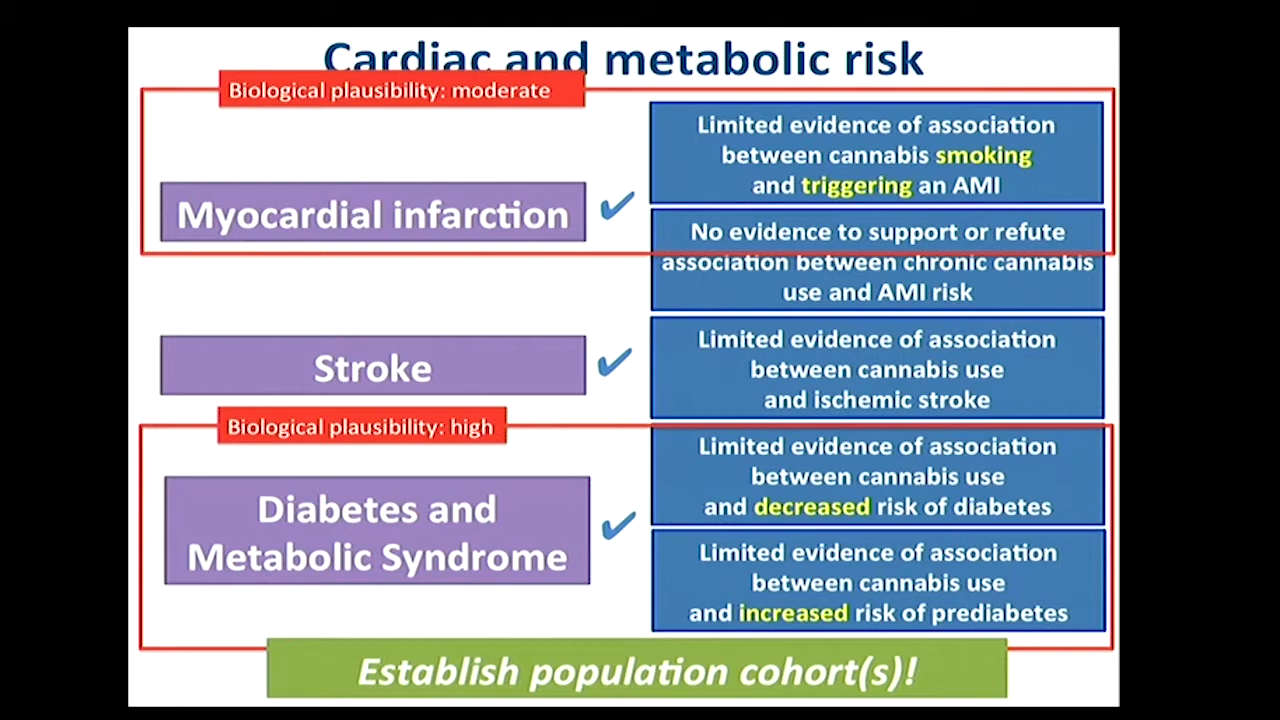 Cardiac and metabolic risk
Biological plausibility: moderate
Limited evidence of association
between cannabis smoking
and triggering an AMI
Myocardial infarction ✔
No evidence to support or refute
association between chronic cannabis
use and AMI risk
Stroke ✔
Limited evidence of association
between cannabis use
and ischemic stroke
Biological plausibility: high
Diabetes and
Metabolic Syndrome ✔
Limited evidence of association
between cannabis use
and decreased risk of diabetes
Limited evidence of association
between cannabis use
and increased risk of prediabetes
Establish population cohort(s)!